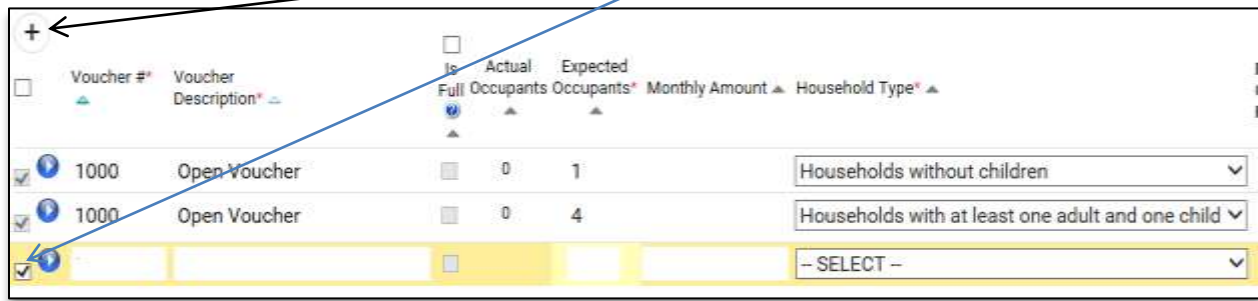 +
Voucher #* Voucher Description* Is Full Actual Occupants Expected Occupants* Monthly Amount Household Type*
1000 Open Voucher 0 1 Households without children
1000 Open Voucher 0 4 Households with at least one adult and one child
-- SELECT --